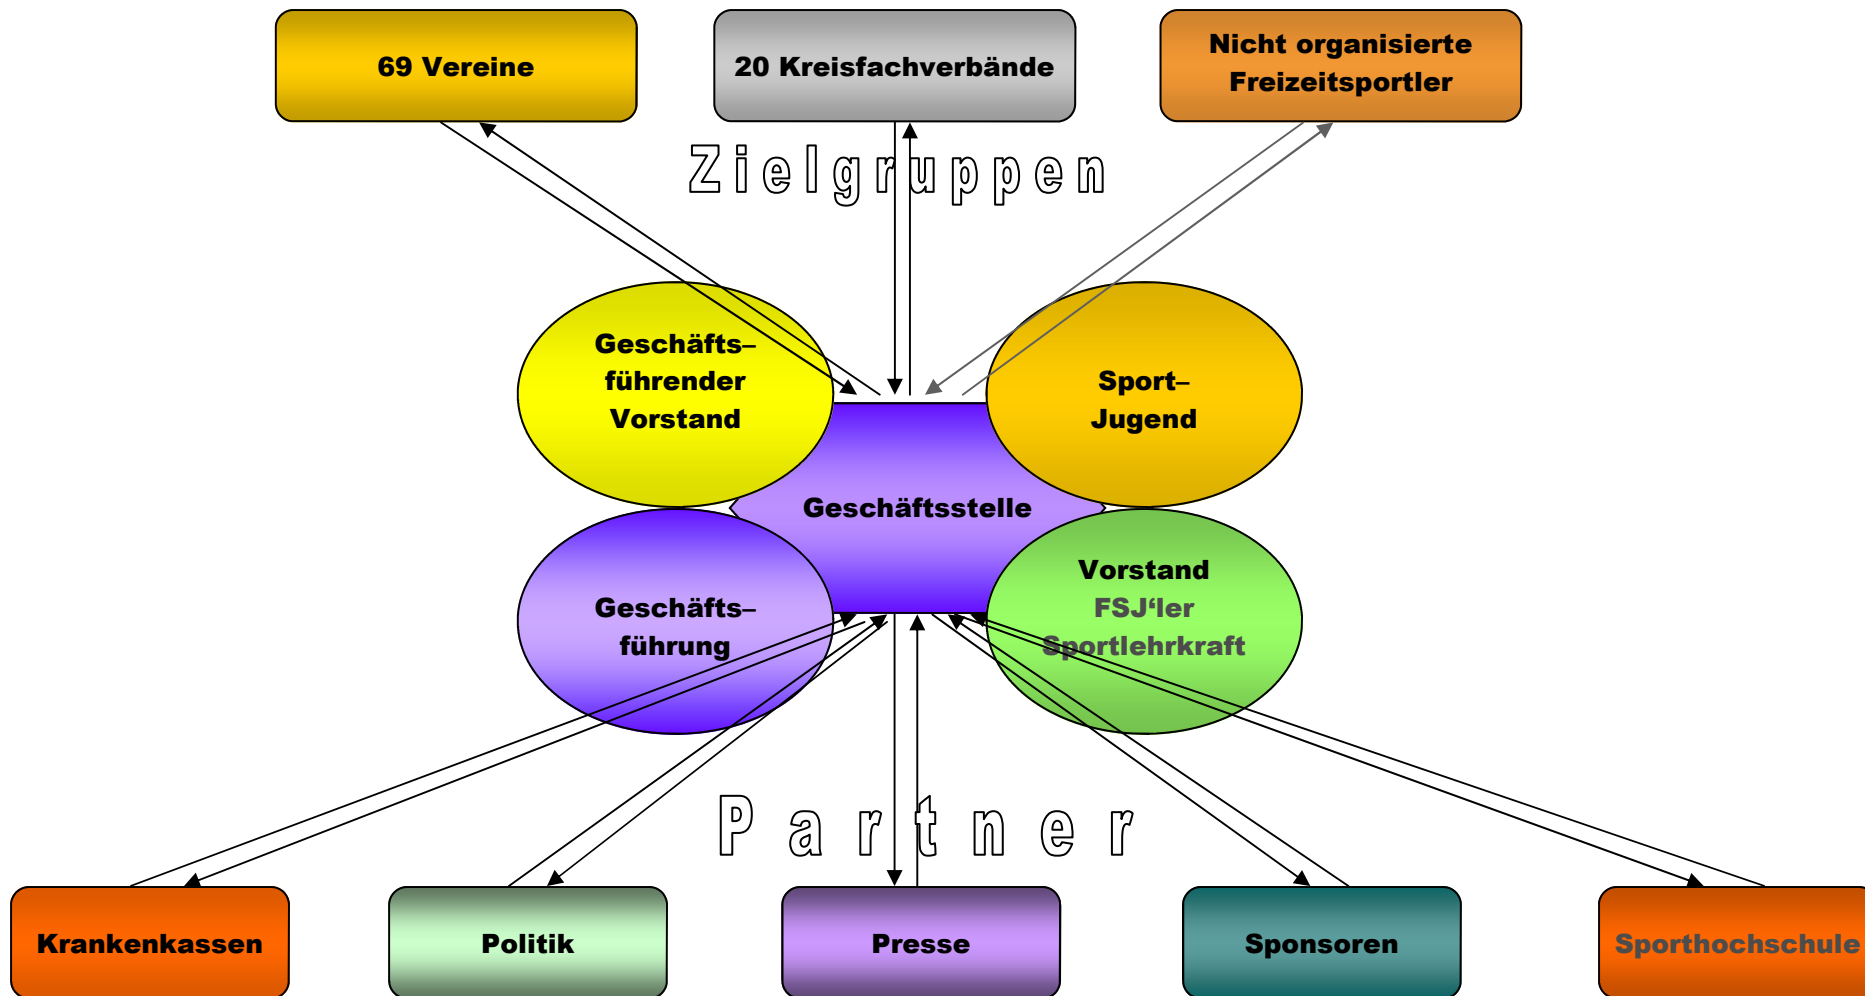 69 Vereine
20 Kreisfachverbände
Nicht organisierte
Freizeitsportler
Zielgruppen
Geschäfts–
führender
Vorstand
Sport–
Jugend
Geschäftsstelle
Geschäfts–
führung
Vorstand
FSJ‘ler
Sportlehrkraft
Partner
Krankenkassen
Politik
Presse
Sponsoren
Sporthochschule